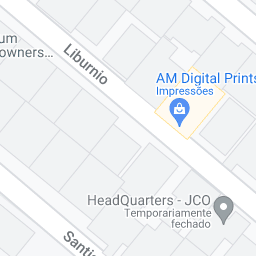 um
owners...
Liburnio
AM Digital Prints
Impressões
HeadQuarters - JCO
Temporariamente
fechado
Santi